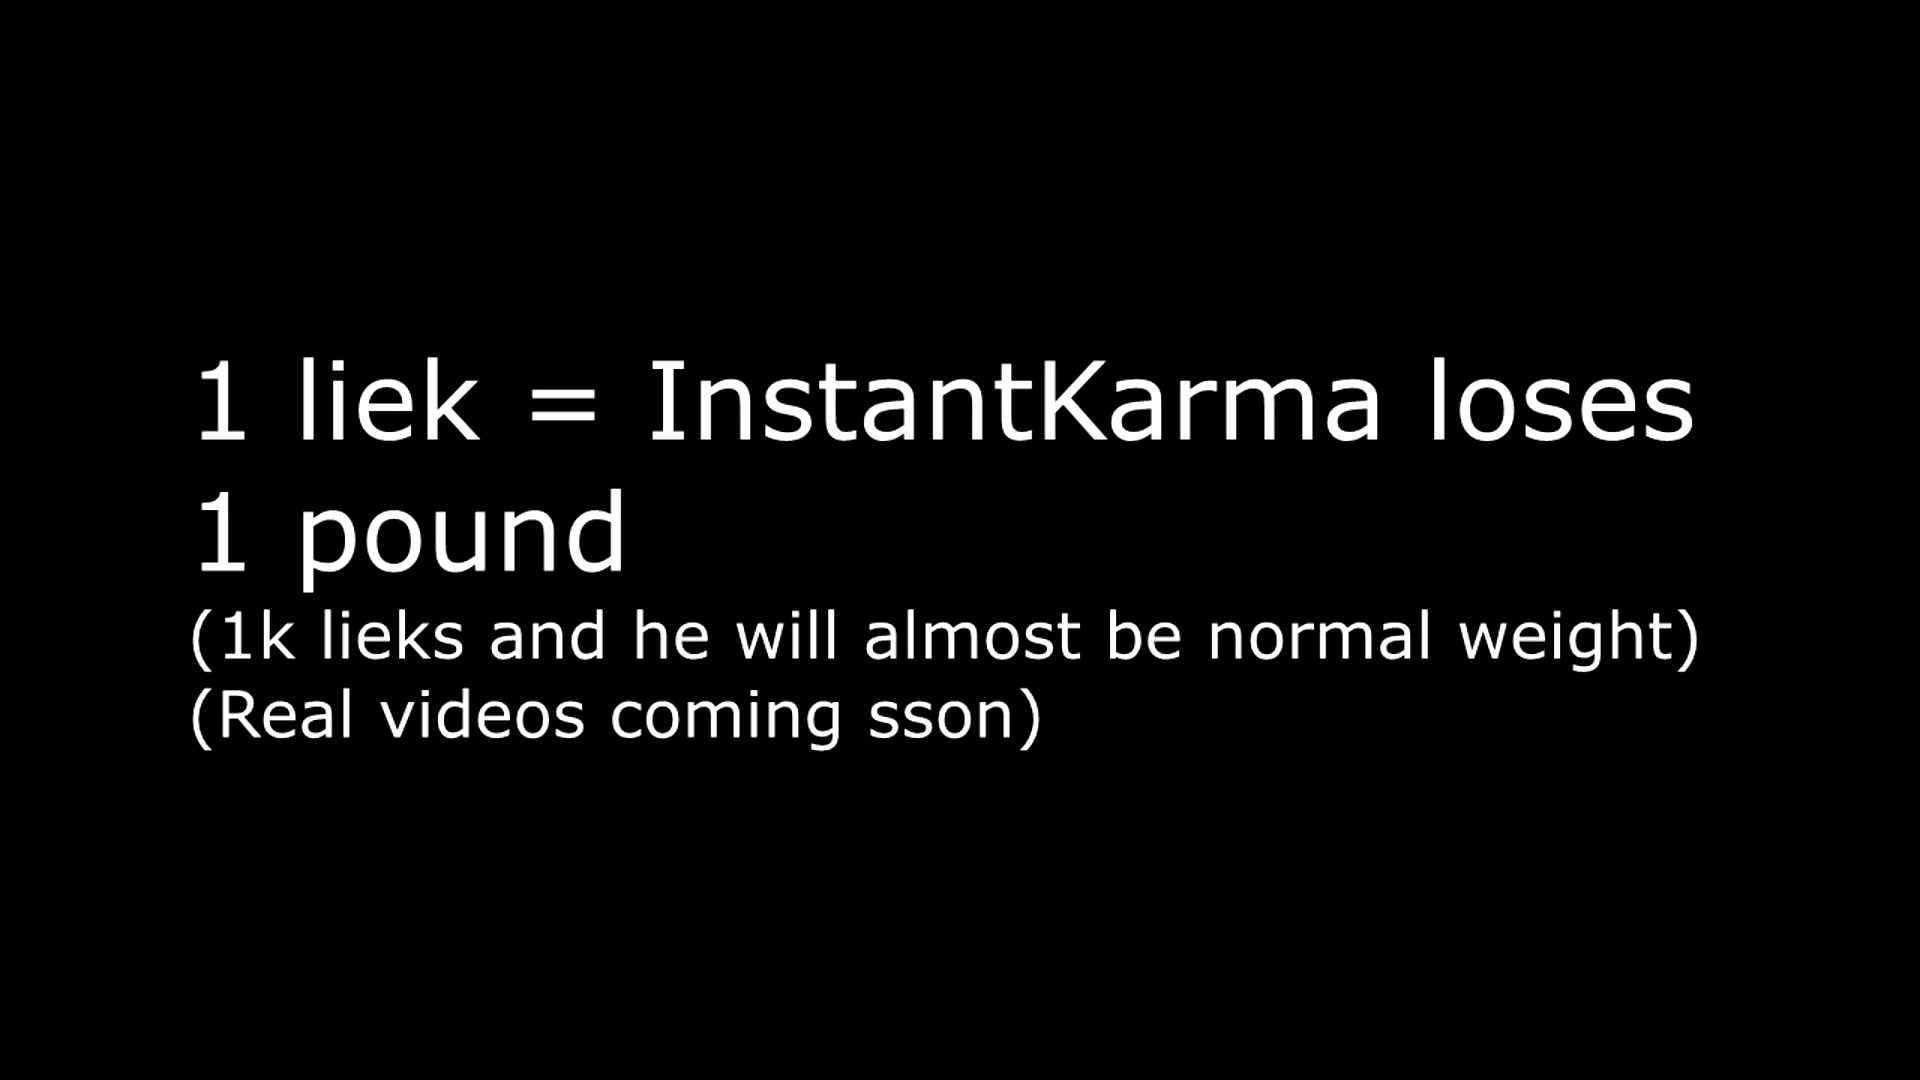 1 liek = InstantKarma loses
1 pound
(1k lieks and he will almost be normal weight)
(Real videos coming sson)